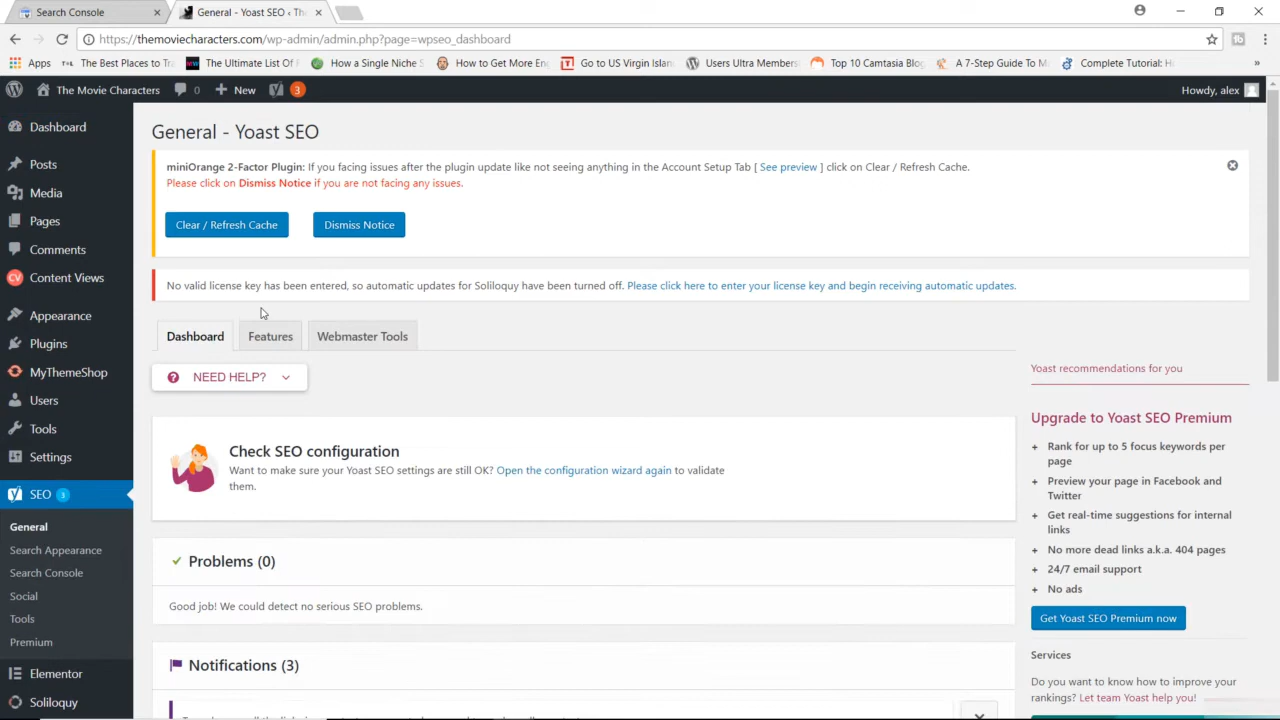 Search Console
General - Yoast SEO ‹ The
https://themoviecharacters.com/wp-admin/admin.php?page=wpseo_dashboard
Apps
The Best Places to Tra
The Ultimate List Of
How a Single Niche S
How to Get More Eng
Go to US Virgin Islan
Users Ultra Members
Top 10 Camtasia Blog
A 7-Step Guide To M
Complete Tutorial: H
»
The Movie Characters
0
New
3
Howdy, alex
Dashboard
Posts
Media
Pages
Comments
Content Views
Appearance
Plugins
MyThemeShop
Users
Tools
Settings
SEO 3
General
Search Appearance
Search Console
Social
Tools
Premium
Elementor
Soliloquy
General - Yoast SEO
miniOrange 2-Factor Plugin: If you facing issues after the plugin update like not seeing anything in the Account Setup Tab [ See preview ] click on Clear / Refresh Cache.
Please click on Dismiss Notice if you are not facing any issues.
Clear / Refresh Cache
Dismiss Notice
No valid license key has been entered, so automatic updates for Soliloquy have been turned off. Please click here to enter your license key and begin receiving automatic updates.
Dashboard
Features
Webmaster Tools
NEED HELP?
Check SEO configuration
Want to make sure your Yoast SEO settings are still OK? Open the configuration wizard again to validate
them.
Problems (0)
Good job! We could detect no serious SEO problems.
Notifications (3)
Yoast recommendations for you
Upgrade to Yoast SEO Premium
+ Rank for up to 5 focus keywords per
page
+ Preview your page in Facebook and
Twitter
+ Get real-time suggestions for internal
links
+ No more dead links a.k.a. 404 pages
+ 24/7 email support
+ No ads
Get Yoast SEO Premium now
Services
Do you want to know how to improve your
rankings? Let team Yoast help you!